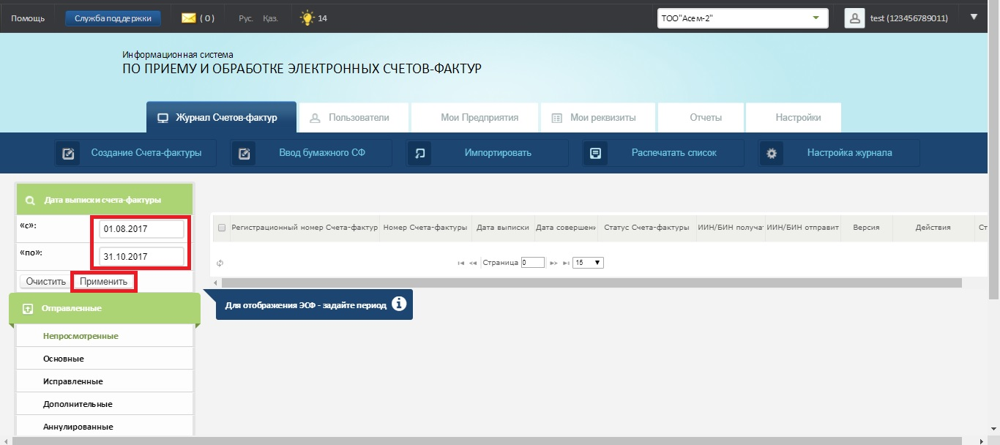 Помощь Служба поддержки ( 0 ) Рус. Қаз. 14 ТОО"Асем-2" test (123456789011)
Информационная система
ПО ПРИЕМУ И ОБРАБОТКЕ ЭЛЕКТРОННЫХ СЧЕТОВ-ФАКТУР
Журнал Счетов-фактур Пользователи Мои Предприятия Мои реквизиты Отчеты Настройки
Создание Счета-фактуры Ввод бумажного СФ Импортировать Распечатать список Настройка журнала
Дата выписки счета-фактуры
«с»: 01.08.2017
«по»: 31.10.2017
Очистить Применить
Регистрационный номер Счета-фактур Номер Счета-фактуры Дата выписки Дата совершени Статус Счета-фактуры ИИН/БИН получат ИИН/БИН отправит Версия Действия Ст
Страница 0 15
Для отображения ЭСФ - задайте период
Отправленные
Непросмотренные
Основные
Исправленные
Дополнительные
Аннулированные